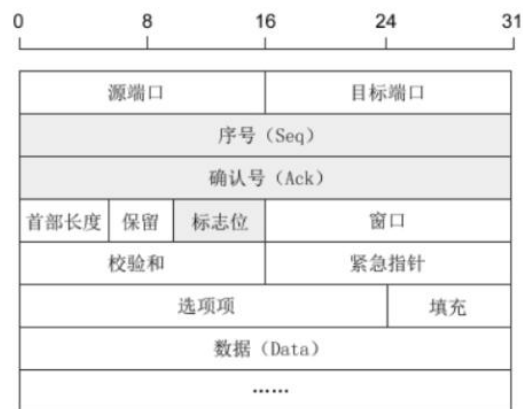 0 8 16 24 31
源端口 目标端口
序号（Seq）
确认号（Ack）
首部长度 保留 标志位 窗口
校验和 紧急指针
选项项 填充
数据（Data）
……